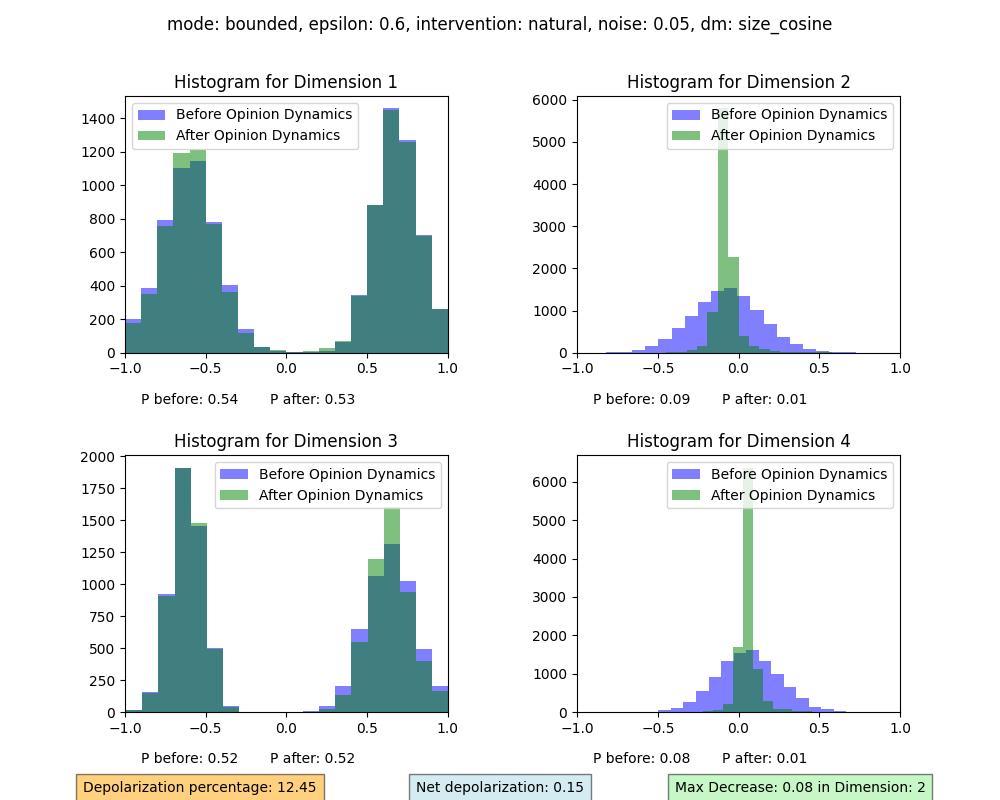 mode: bounded, epsilon: 0.6, intervention: natural, noise: 0.05, dm: size_cosine
Histogram for Dimension 1
Before Opinion Dynamics
After Opinion Dynamics
1400
1200
1000
800
600
400
200
0
−1.0 −0.5 0.0 0.5 1.0
P before: 0.54 P after: 0.53
Histogram for Dimension 2
Before Opinion Dynamics
After Opinion Dynamics
6000
5000
4000
3000
2000
1000
0
−1.0 −0.5 0.0 0.5 1.0
P before: 0.09 P after: 0.01
Histogram for Dimension 3
Before Opinion Dynamics
After Opinion Dynamics
2000
1750
1500
1250
1000
750
500
250
0
−1.0 −0.5 0.0 0.5 1.0
P before: 0.52 P after: 0.52
Histogram for Dimension 4
Before Opinion Dynamics
After Opinion Dynamics
6000
5000
4000
3000
2000
1000
0
−1.0 −0.5 0.0 0.5 1.0
P before: 0.08 P after: 0.01
Depolarization percentage: 12.45
Net depolarization: 0.15
Max Decrease: 0.08 in Dimension: 2